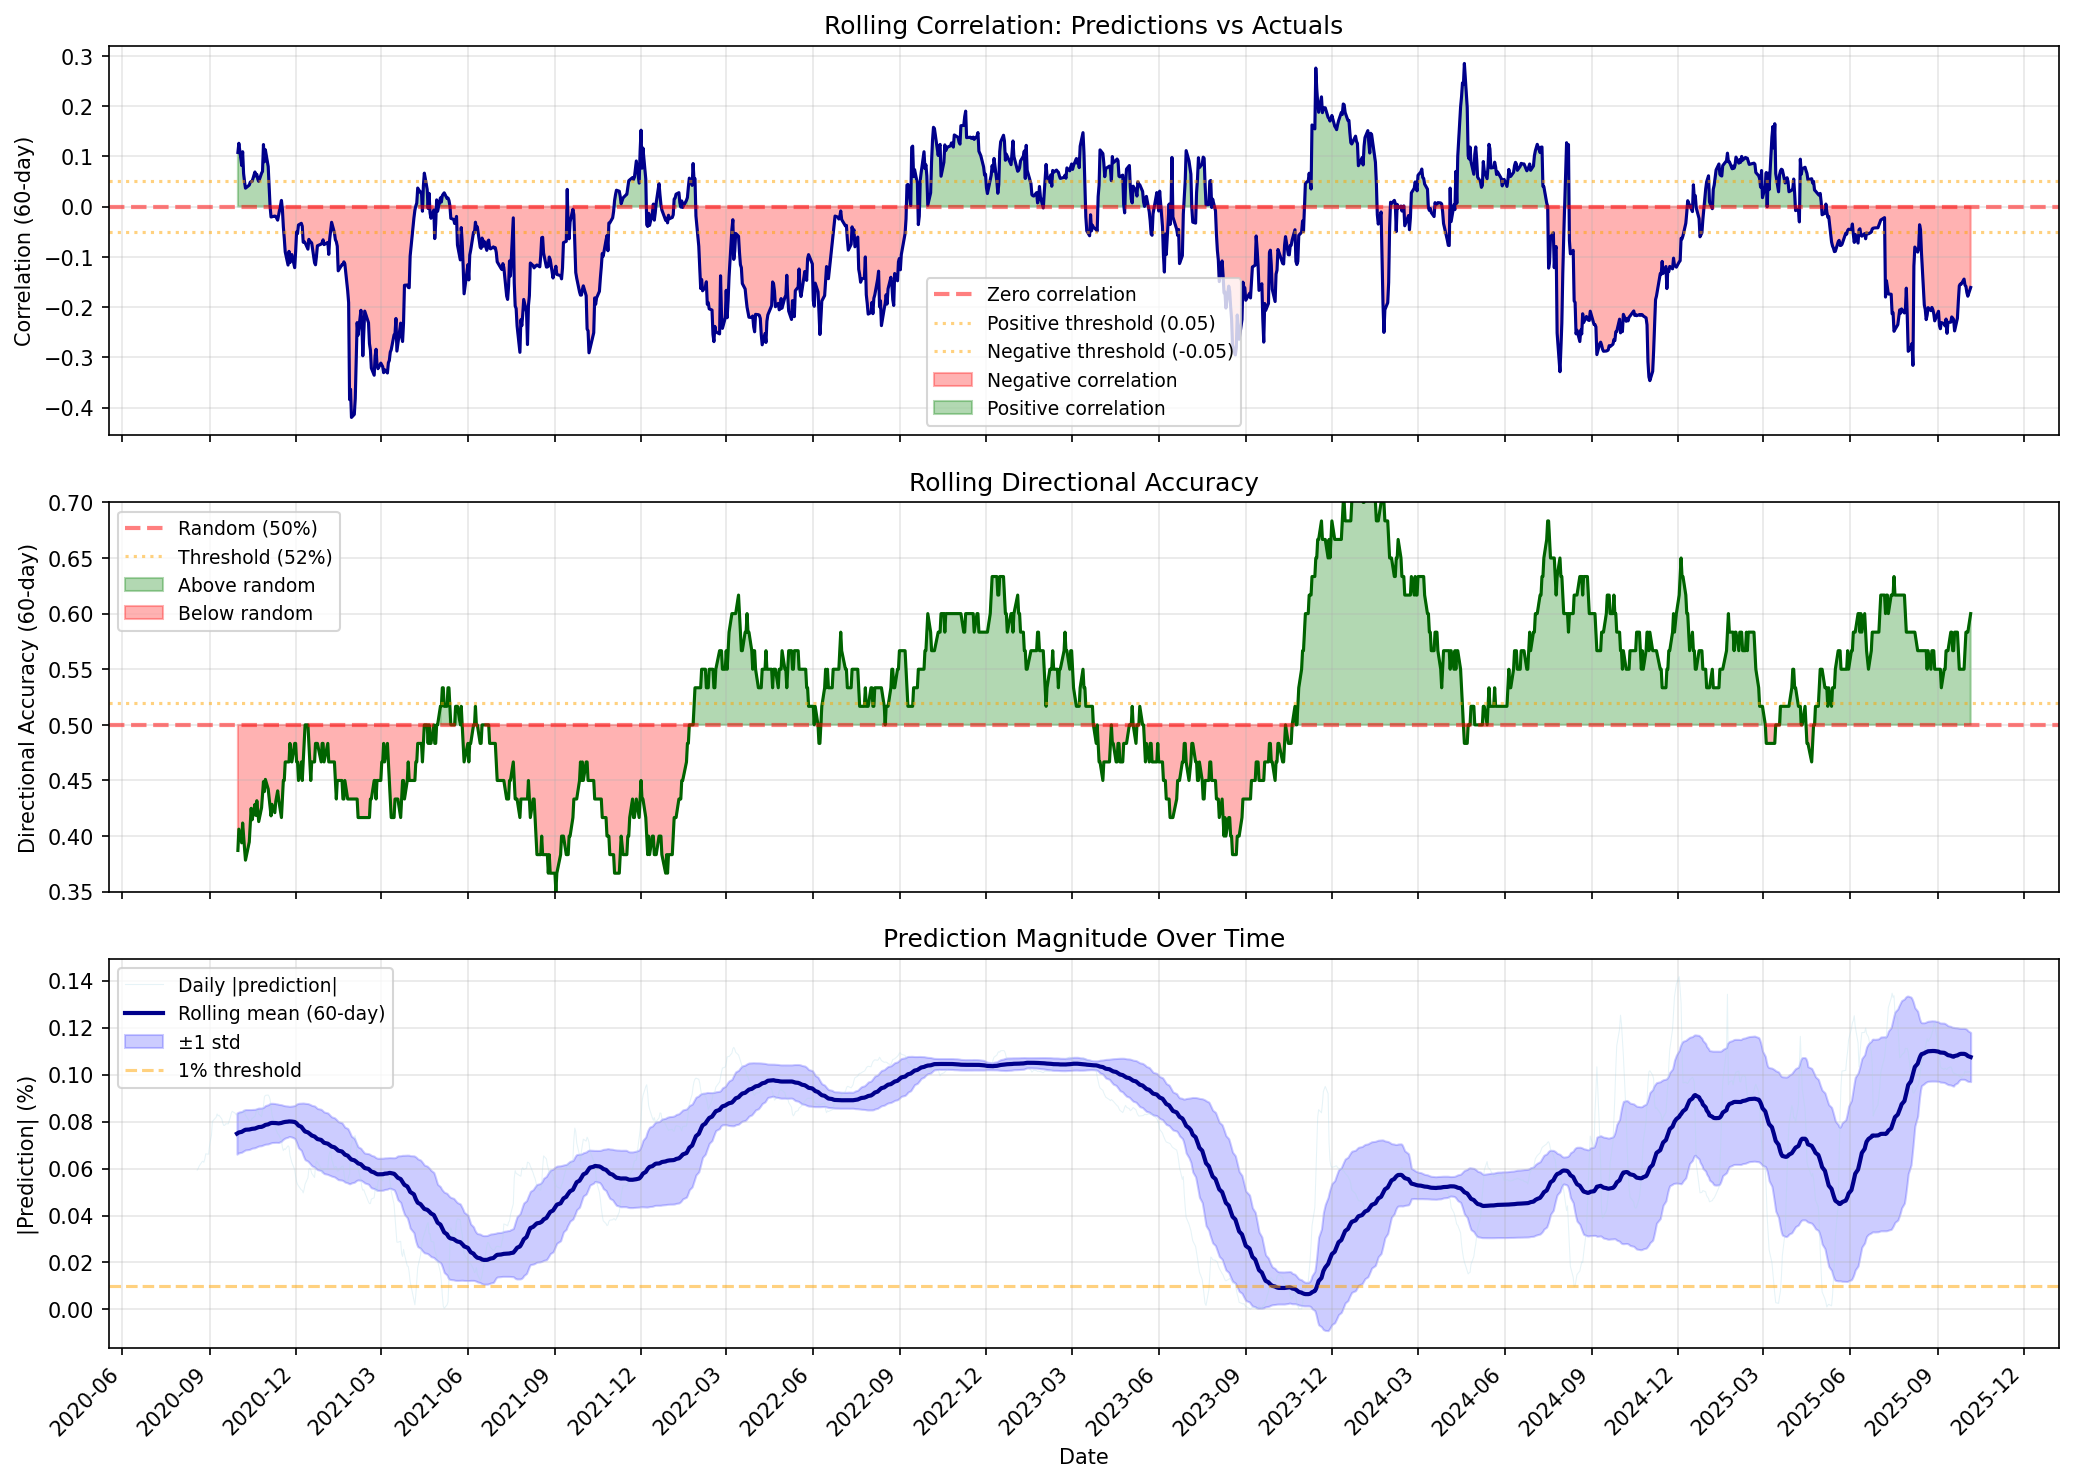 Rolling Correlation: Predictions vs Actuals
Correlation (60-day)
0.3
0.2
0.1
0.0
−0.1
−0.2
−0.3
−0.4
Zero correlation
Positive threshold (0.05)
Negative threshold (-0.05)
Negative correlation
Positive correlation
Rolling Directional Accuracy
Directional Accuracy (60-day)
0.70
0.65
0.60
0.55
0.50
0.45
0.40
0.35
Random (50%)
Threshold (52%)
Above random
Below random
Prediction Magnitude Over Time
|Prediction| (%)
0.14
0.12
0.10
0.08
0.06
0.04
0.02
0.00
Daily |prediction|
Rolling mean (60-day)
±1 std
1% threshold
2020-06
2020-09
2020-12
2021-03
2021-06
2021-09
2021-12
2022-03
2022-06
2022-09
2022-12
2023-03
2023-06
2023-09
2023-12
2024-03
2024-06
2024-09
2024-12
2025-03
2025-06
2025-09
2025-12
Date